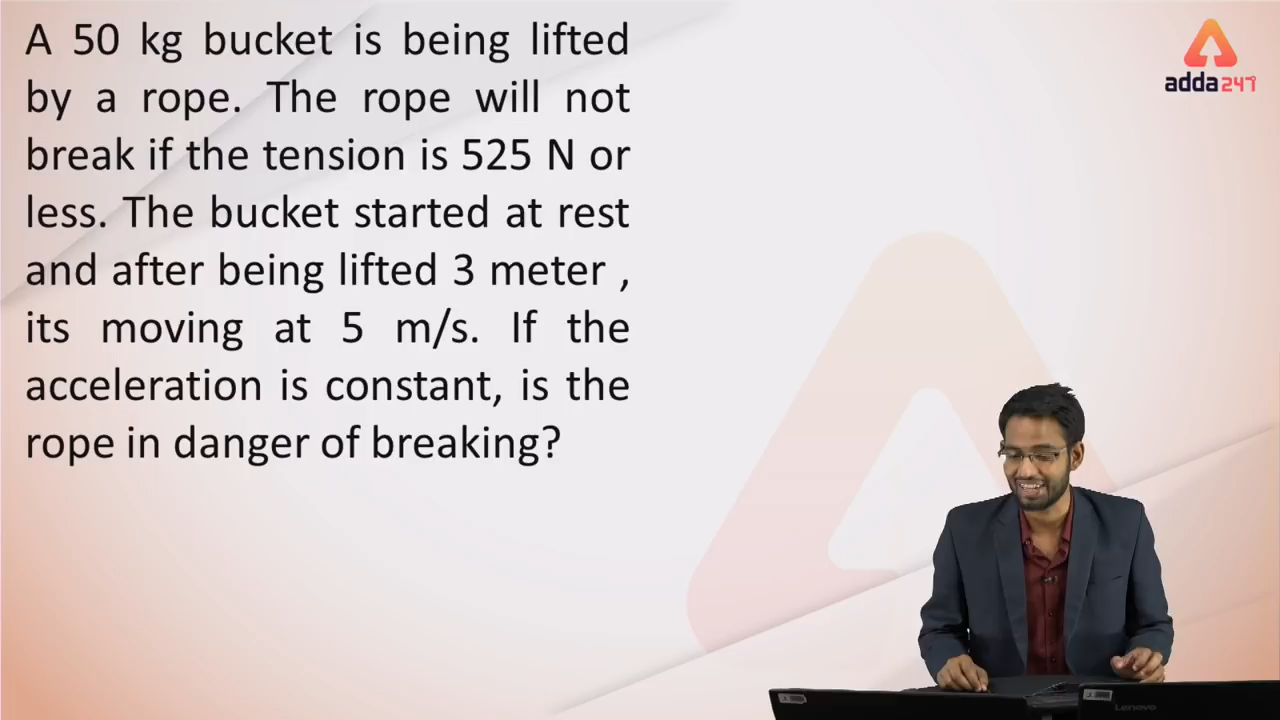 A 50 kg bucket is being lifted
by a rope. The rope will not
break if the tension is 525 N or
less. The bucket started at rest
and after being lifted 3 meter ,
its moving at 5 m/s. If the
acceleration is constant, is the
rope in danger of breaking?
adda247
Lenovo